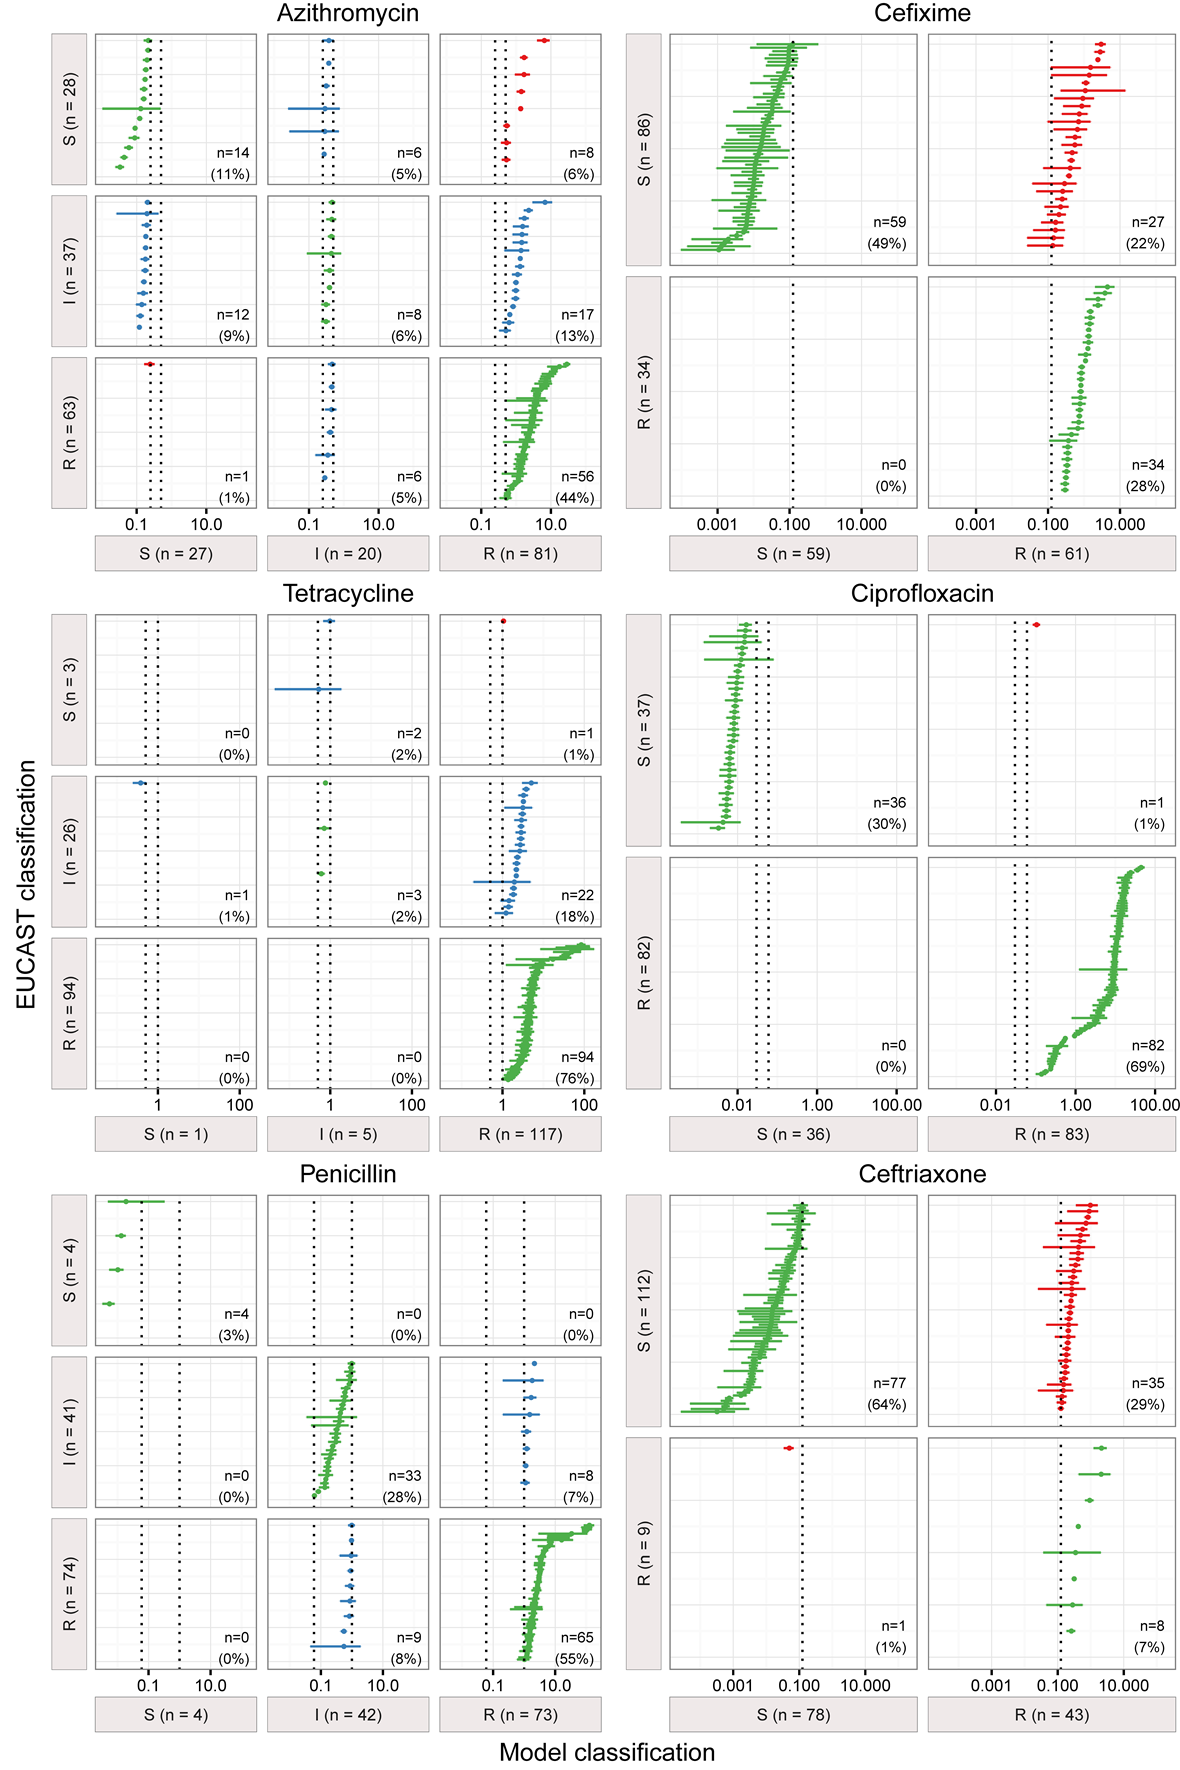 Azithromycin
S (n = 28)
n=14
(11%)
n=6
(5%)
n=8
(6%)
I (n = 37)
n=12
(9%)
n=8
(6%)
n=17
(13%)
R (n = 63)
n=1
(1%)
n=6
(5%)
n=56
(44%)
0.1 10.0 0.1 10.0 0.1 10.0
S (n = 27) I (n = 20) R (n = 81)
Cefixime
S (n = 86)
n=59
(49%)
n=27
(22%)
R (n = 34)
n=0
(0%)
n=34
(28%)
0.001 0.100 10.000 0.001 0.100 10.000
S (n = 59) R (n = 61)
EUCAST classification
Tetracycline
S (n = 3)
n=0
(0%)
n=2
(2%)
n=1
(1%)
I (n = 26)
n=1
(1%)
n=3
(2%)
n=22
(18%)
R (n = 94)
n=0
(0%)
n=0
(0%)
n=94
(76%)
1 100 1 100 1 100
S (n = 1) I (n = 5) R (n = 117)
Ciprofloxacin
S (n = 37)
n=36
(30%)
n=1
(1%)
R (n = 82)
n=0
(0%)
n=82
(69%)
0.01 1.00 100.00 0.01 1.00 100.00
S (n = 36) R (n = 83)
Penicillin
S (n = 4)
n=4
(3%)
n=0
(0%)
n=0
(0%)
I (n = 41)
n=0
(0%)
n=33
(28%)
n=8
(7%)
R (n = 74)
n=0
(0%)
n=9
(8%)
n=65
(55%)
0.1 10.0 0.1 10.0 0.1 10.0
S (n = 4) I (n = 42) R (n = 73)
Ceftriaxone
S (n = 112)
n=77
(64%)
n=35
(29%)
R (n = 9)
n=1
(1%)
n=8
(7%)
0.001 0.100 10.000 0.001 0.100 10.000
S (n = 78) R (n = 43)
Model classification